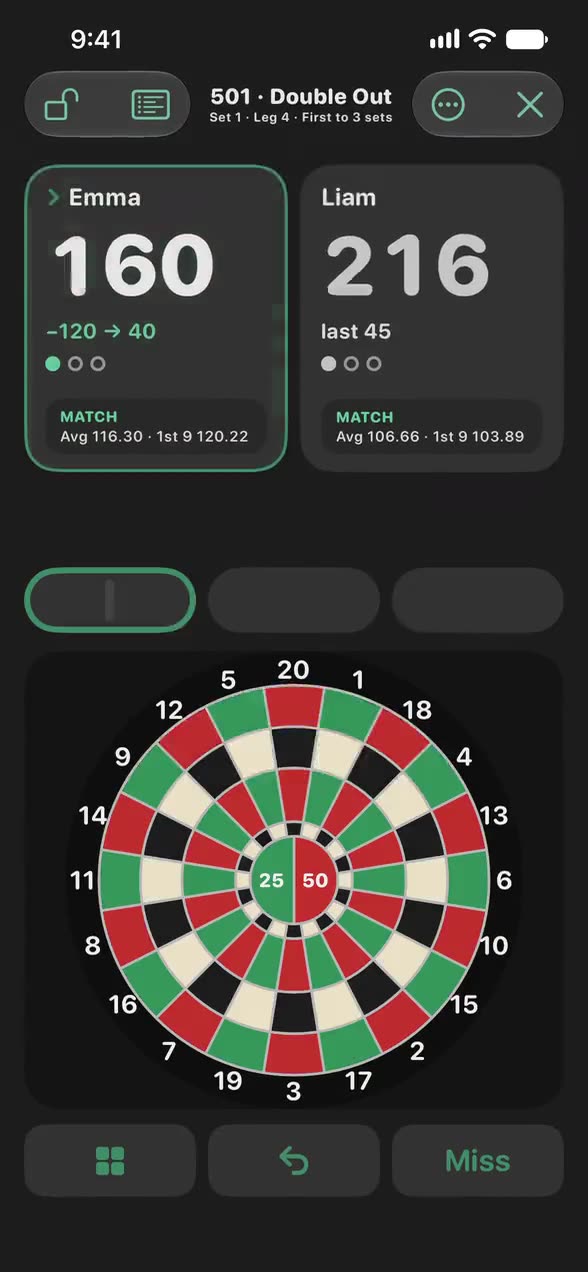 9:41
501 · Double Out
Set 1 · Leg 4 · First to 3 sets
Emma
160
−120 → 40
MATCH
Avg 116.30 · 1st 9 120.22
Liam
216
last 45
MATCH
Avg 106.66 · 1st 9 103.89
20
1
18
4
13
6
10
15
2
17
3
19
7
16
8
11
14
9
12
5
25
50
Miss